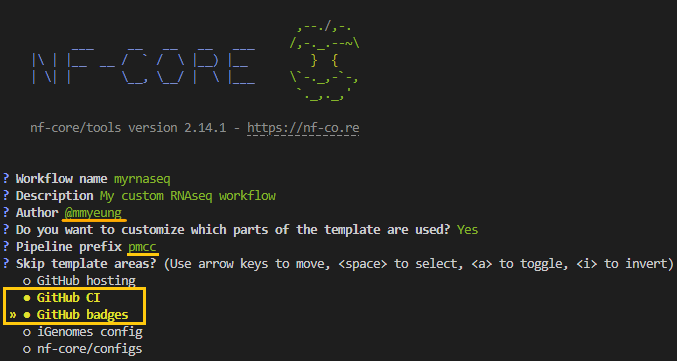 nf-core/tools version 2.14.1 - https://nf-co.re
? Workflow name myrnaseq
? Description My custom RNAseq workflow
? Author @mmyeung
? Do you want to customize which parts of the template are used? Yes
? Pipeline prefix pmcc
? Skip template areas? (Use arrow keys to move, <space> to select, <a> to toggle, <i> to invert)
○ GitHub hosting
● GitHub CI
» ● GitHub badges
○ iGenomes config
○ nf-core/configs